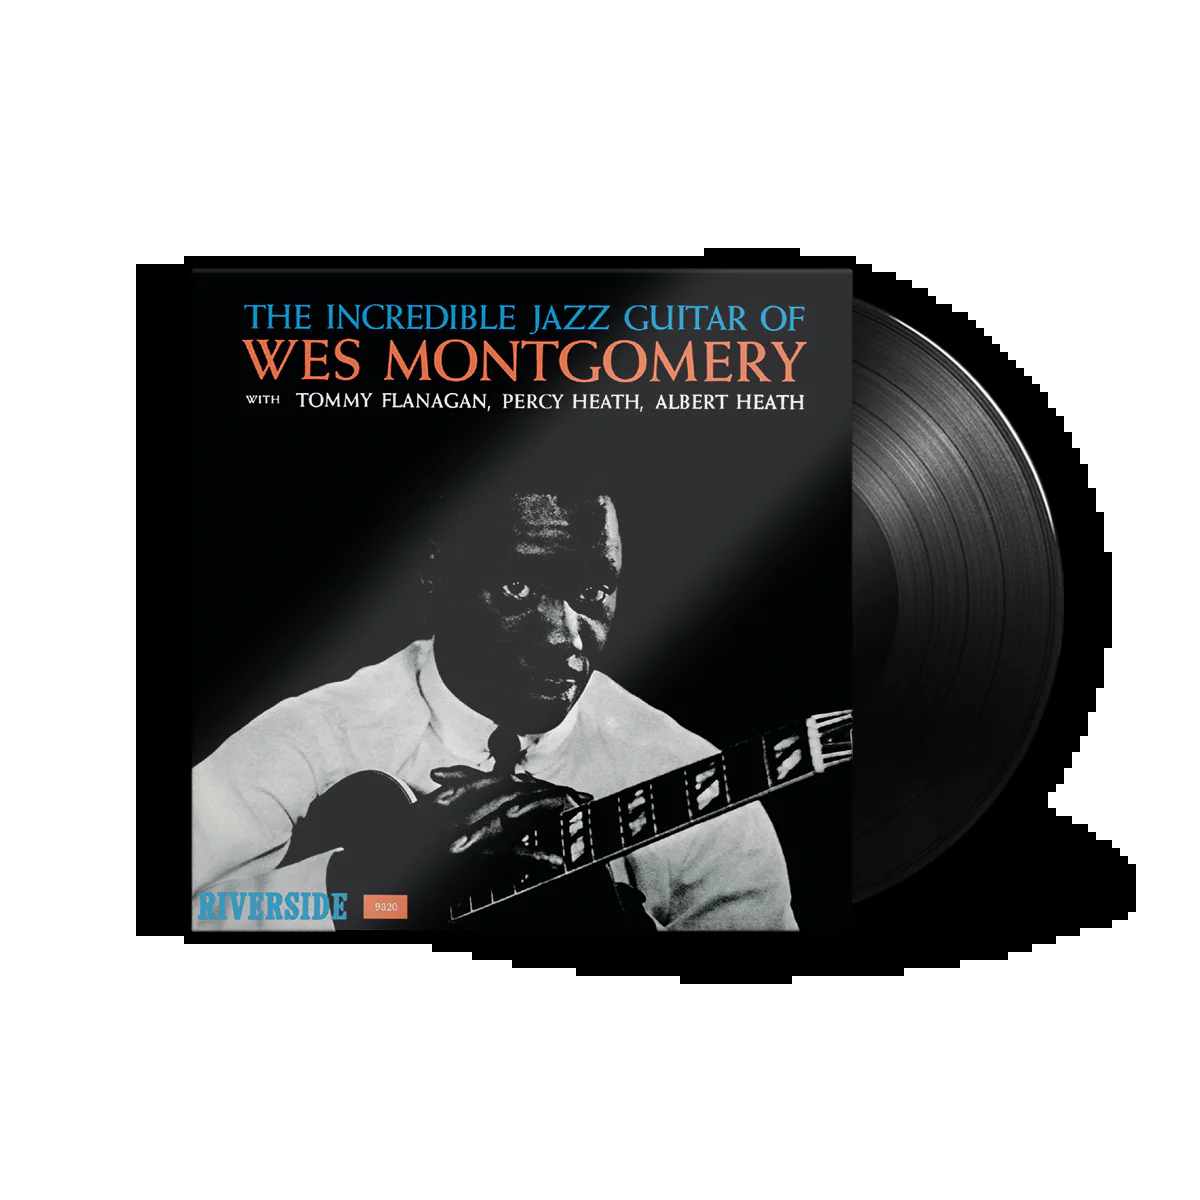 THE INCREDIBLE JAZZ GUITAR OF
WES MONTGOMERY
WITH TOMMY FLANAGAN, PERCY HEATH, ALBERT HEATH
RIVERSIDE 9320